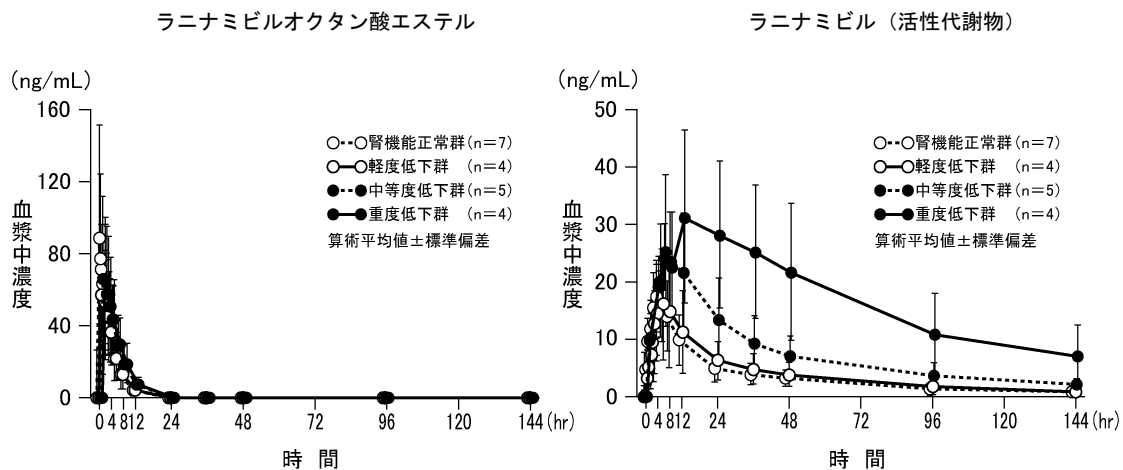 ラニナミビルオクタン酸エステル
(ng/mL)
160
120
80
40
0
血漿中濃度
腎機能正常群(n=7)
軽度低下群 (n=4)
中等度低下群(n=5)
重度低下群 (n=4)
算術平均値±標準偏差
0 4 8 12 24 48 72 96 120 144(hr)
時 間
ラニナミビル(活性代謝物)
(ng/mL)
50
40
30
20
10
0
血漿中濃度
腎機能正常群(n=7)
軽度低下群 (n=4)
中等度低下群(n=5)
重度低下群 (n=4)
算術平均値±標準偏差
0 4 8 12 24 48 72 96 120 144(hr)
時 間